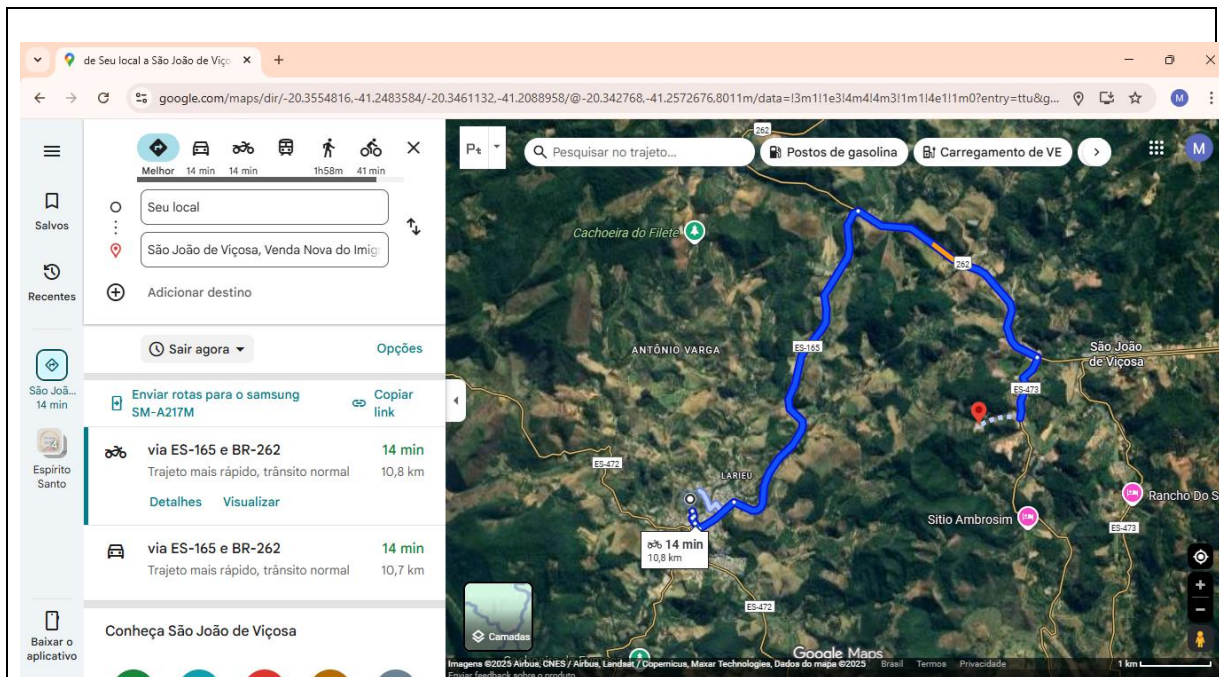 de Seu local a São João de Viço
google.com/maps/dir/-20.3554816,-41.2483584/-20.3461132,-41.2088958/@-20.342768,-41.2572676,8011m/data=!3m1!1e3!4m4!4m3!1m1!4e1!1m0?entry=ttu&g...
M
Melhor 14 min 14 min 1h58m 41 min
Seu local
São João de Viçosa, Venda Nova do Imig
Adicionar destino
Sair agora
Opções
Enviar rotas para o samsung
SM-A217M
Copiar
link
via ES-165 e BR-262 14 min
Trajeto mais rápido, trânsito normal 10,8 km
Detalhes Visualizar
via ES-165 e BR-262 14 min
Trajeto mais rápido, trânsito normal 10,7 km
Conheça São João de Viçosa
Salvos
Recentes
São Joã...
14 min
4
Espírito
Santo
Baixar o
aplicativo
Pesquisar no trajeto...
Postos de gasolina
Carregamento de VE
M
262
Cachoeira do Filete
262
ANTÔNIO VARGA
ES-165
São João
de Viçosa
ES-473
ES-472
LARIEU
Rancho Do S
Sitio Ambrosim
ES-473
14 min
10,8 km
ES-472
Camadas
Google Maps
Imagens ©2025 Airbus, CNES / Airbus, Landsat / Copernicus, Maxar Technologies, Dados do mapa ©2025 Brasil Termos Privacidade 1 km
Enviar feedback sobre o produto